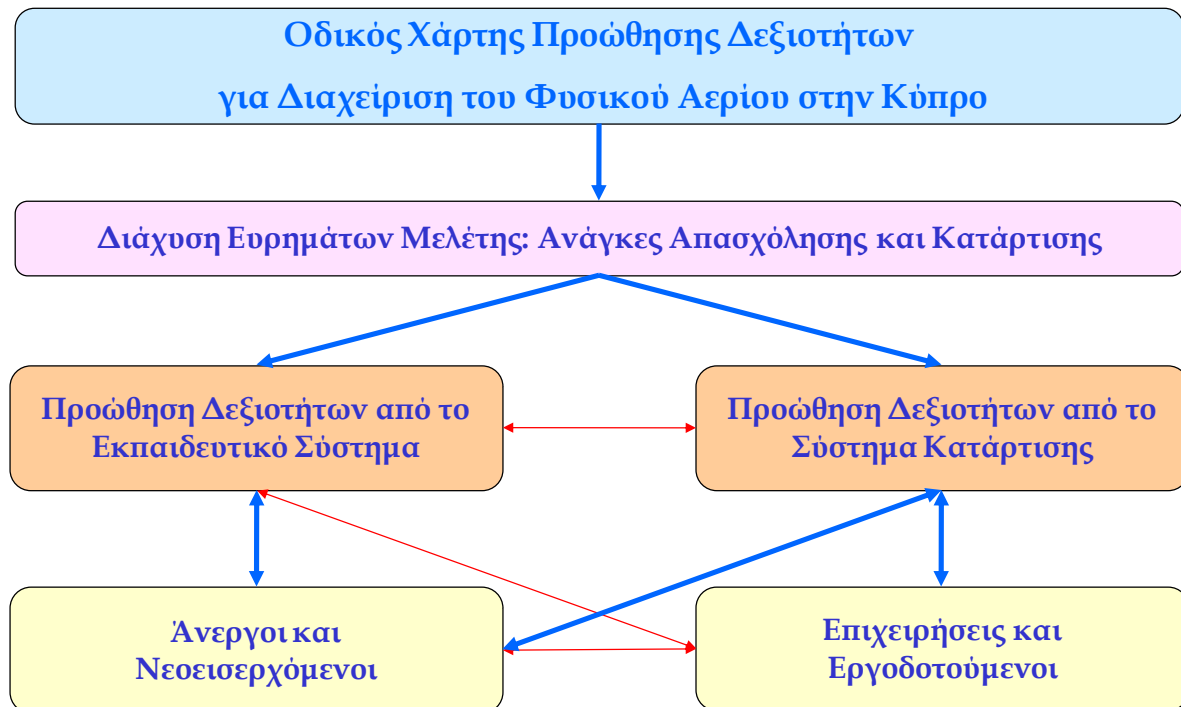 Οδικός Χάρτης Προώθησης Δεξιοτήτων
για Διαχείριση του Φυσικού Αερίου στην Κύπρο
Διάχυση Ευρημάτων Μελέτης: Ανάγκες Απασχόλησης και Κατάρτισης
Προώθηση Δεξιοτήτων από το
Εκπαιδευτικό Σύστημα
Προώθηση Δεξιοτήτων από το
Σύστημα Κατάρτισης
Άνεργοι και
Νεοεισερχόμενοι
Επιχειρήσεις και
Εργοδοτούμενοι